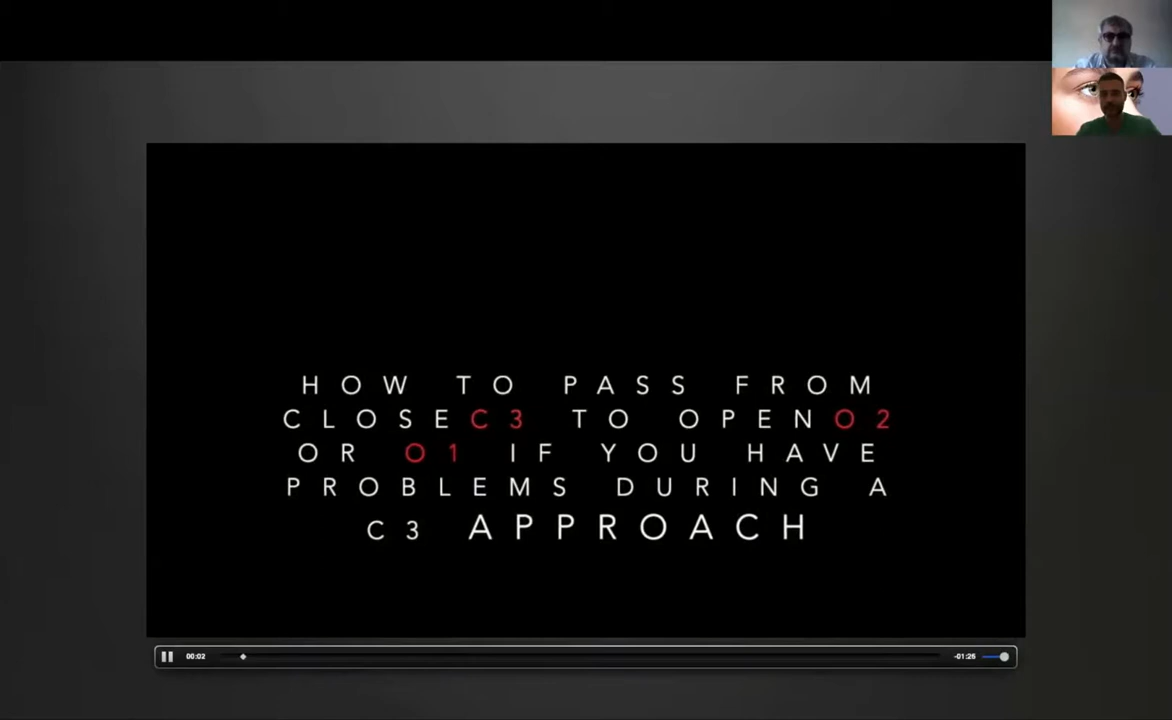 HOW TO PASS FROM
CLOSE C3 TO OPEN O2
OR O1 IF YOU HAVE
PROBLEMS DURING A
C3 APPROACH
00:02
-01:26